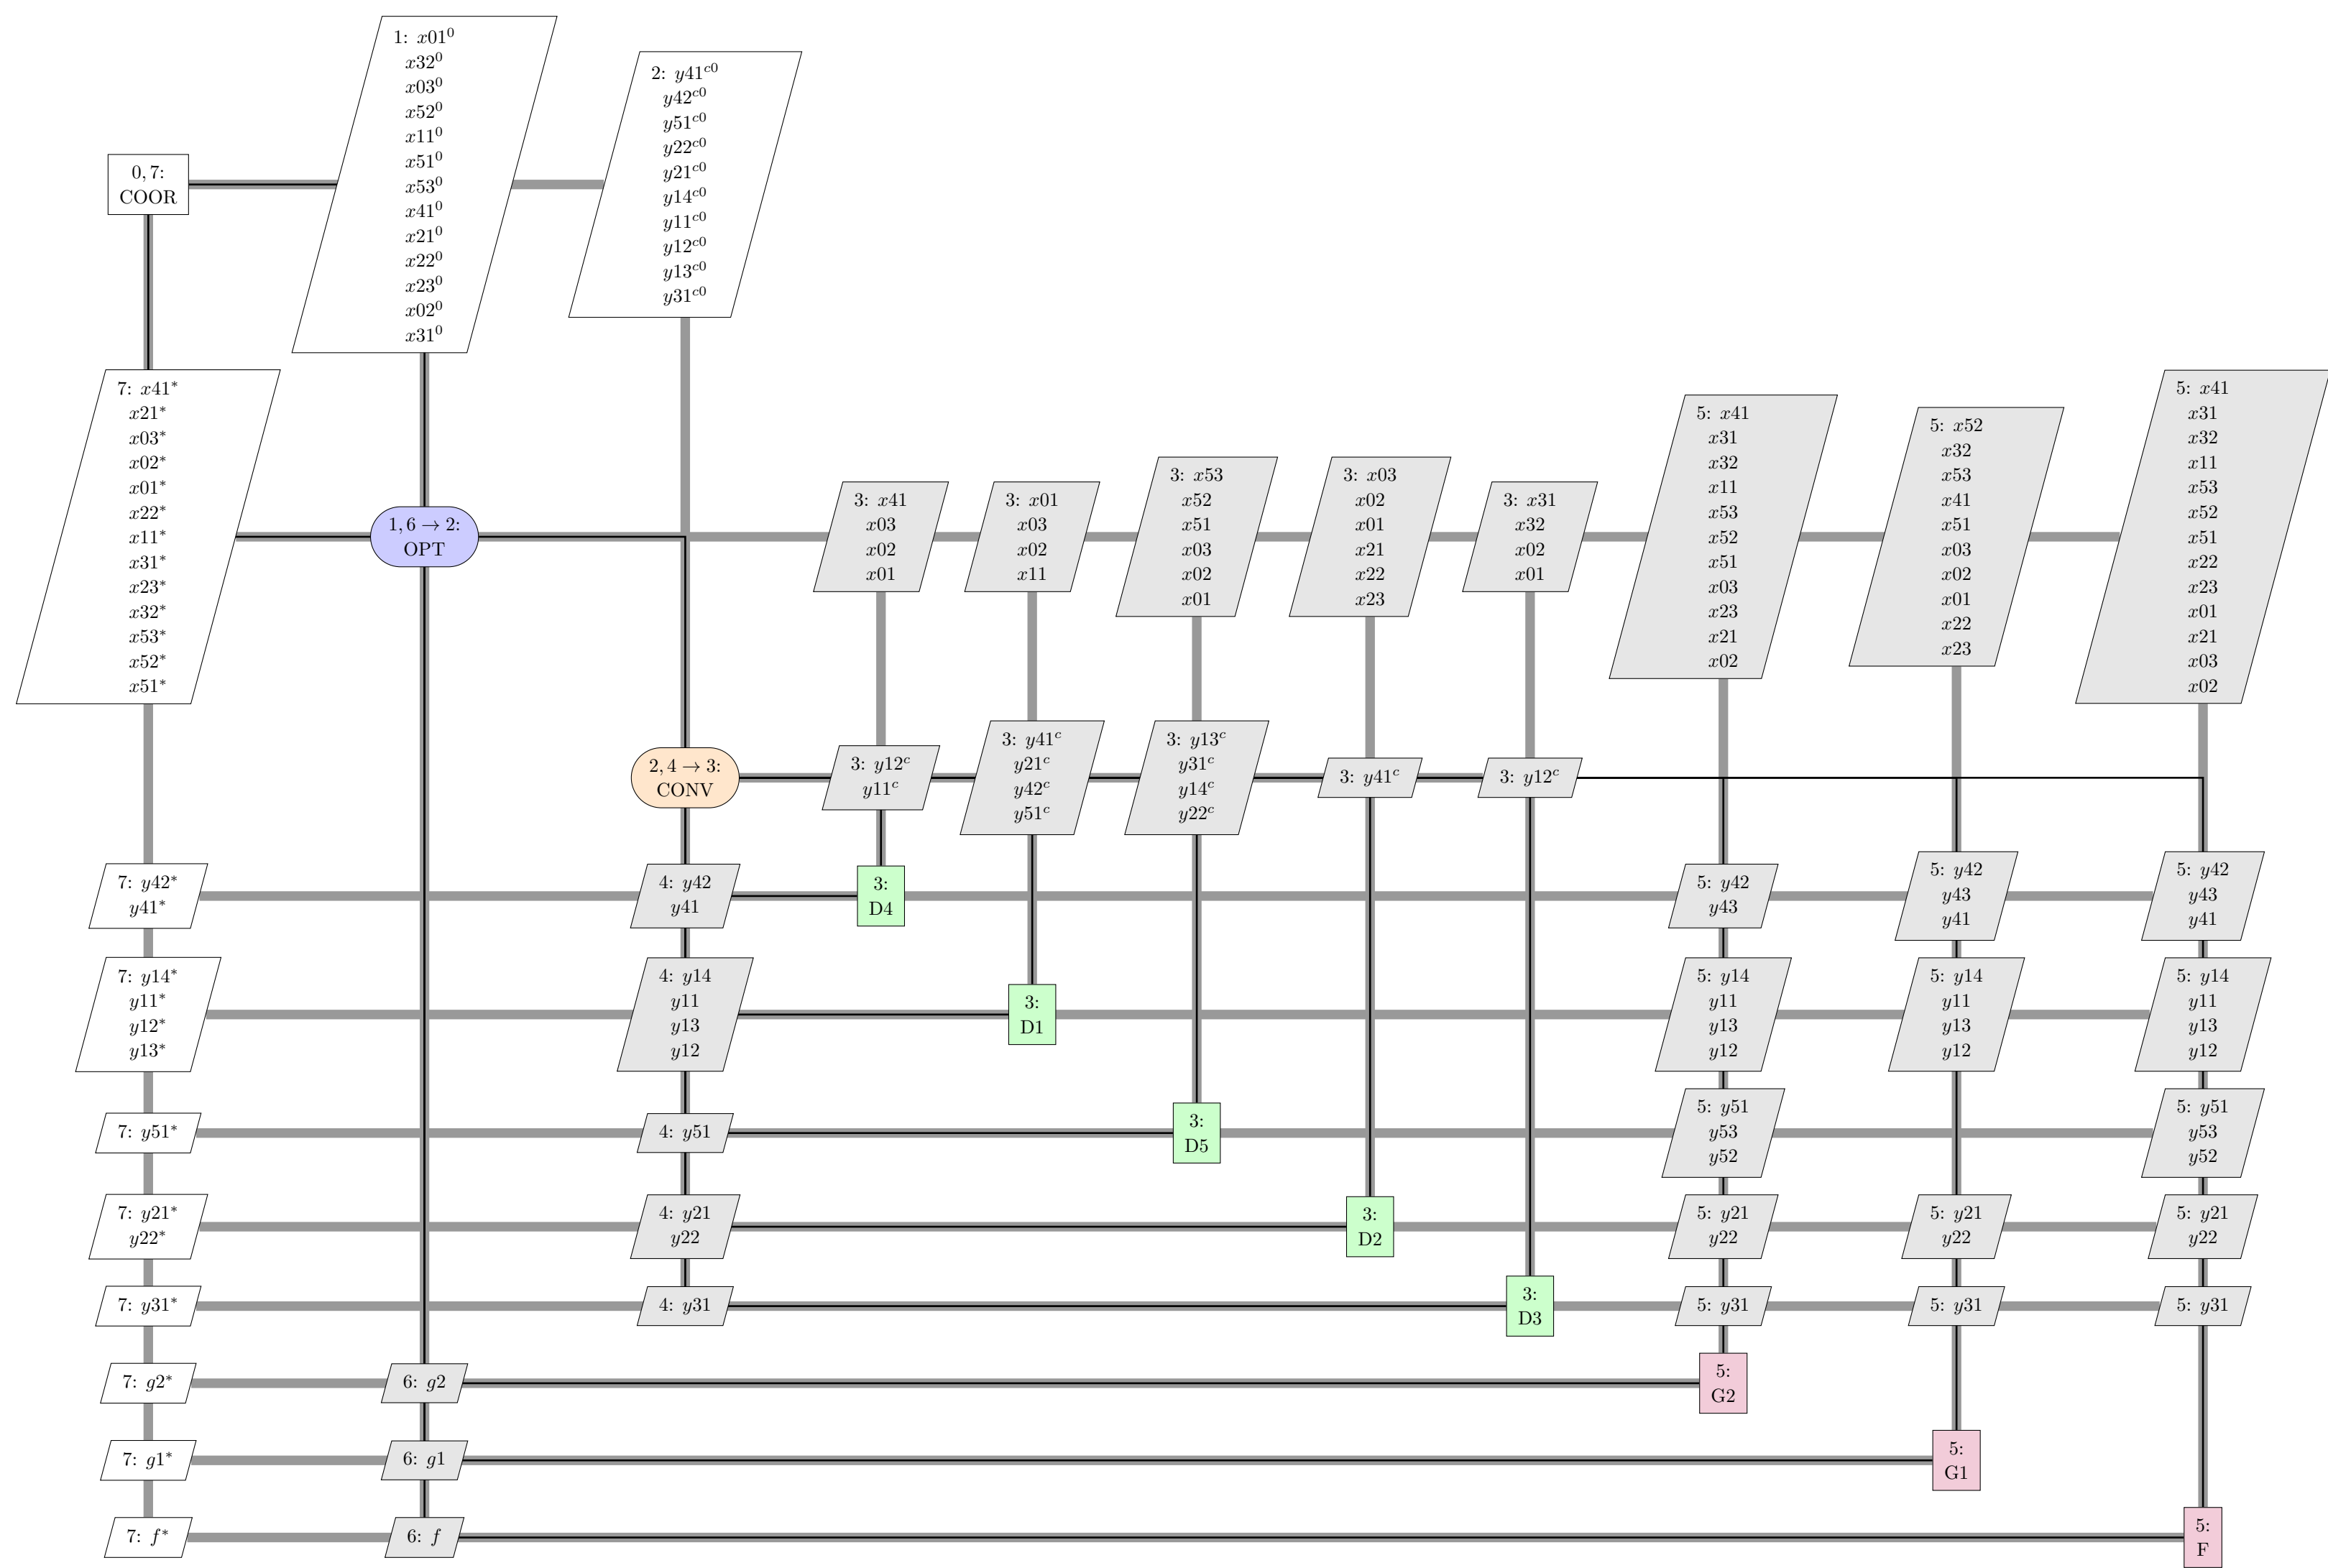 1: x01⁰
x32⁰
x03⁰
x52⁰
x11⁰
x51⁰
x53⁰
x41⁰
x21⁰
x22⁰
x23⁰
x02⁰
x31⁰
2: y41ᶜ⁰
y42ᶜ⁰
y51ᶜ⁰
y22ᶜ⁰
y21ᶜ⁰
y14ᶜ⁰
y11ᶜ⁰
y12ᶜ⁰
y13ᶜ⁰
y31ᶜ⁰
0, 7:
COOR
7: x41*
x21*
x03*
x02*
x01*
x22*
x11*
x31*
x23*
x32*
x53*
x52*
x51*
1, 6 → 2:
OPT
3: x41
x03
x02
x01
3: x01
x03
x02
x11
3: x53
x52
x51
x03
x02
x01
3: x03
x02
x01
x21
x22
x23
3: x31
x32
x02
x01
5: x41
x31
x32
x11
x53
x52
x51
x03
x23
x21
x02
5: x52
x32
x53
x41
x51
x03
x02
x01
x22
x23
5: x41
x31
x32
x11
x53
x52
x51
x22
x23
x01
x21
x03
x02
2, 4 → 3:
CONV
3: y12ᶜ
y11ᶜ
3: y41ᶜ
y21ᶜ
y42ᶜ
y51ᶜ
3: y13ᶜ
y31ᶜ
y14ᶜ
y22ᶜ
3: y41ᶜ
3: y12ᶜ
7: y42*
y41*
4: y42
y41
3:
D4
5: y42
y43
5: y42
y43
y41
5: y42
y43
y41
7: y14*
y11*
y12*
y13*
4: y14
y11
y13
y12
3:
D1
5: y14
y11
y13
y12
5: y14
y11
y13
y12
5: y14
y11
y13
y12
7: y51*
4: y51
3:
D5
5: y51
y53
y52
5: y51
y53
y52
7: y21*
y22*
4: y21
y22
3:
D2
5: y21
y22
5: y21
y22
5: y21
y22
7: y31*
4: y31
3:
D3
5: y31
5: y31
5: y31
7: g2*
6: g2
5:
G2
7: g1*
6: g1
5:
G1
7: f*
6: f
5:
F